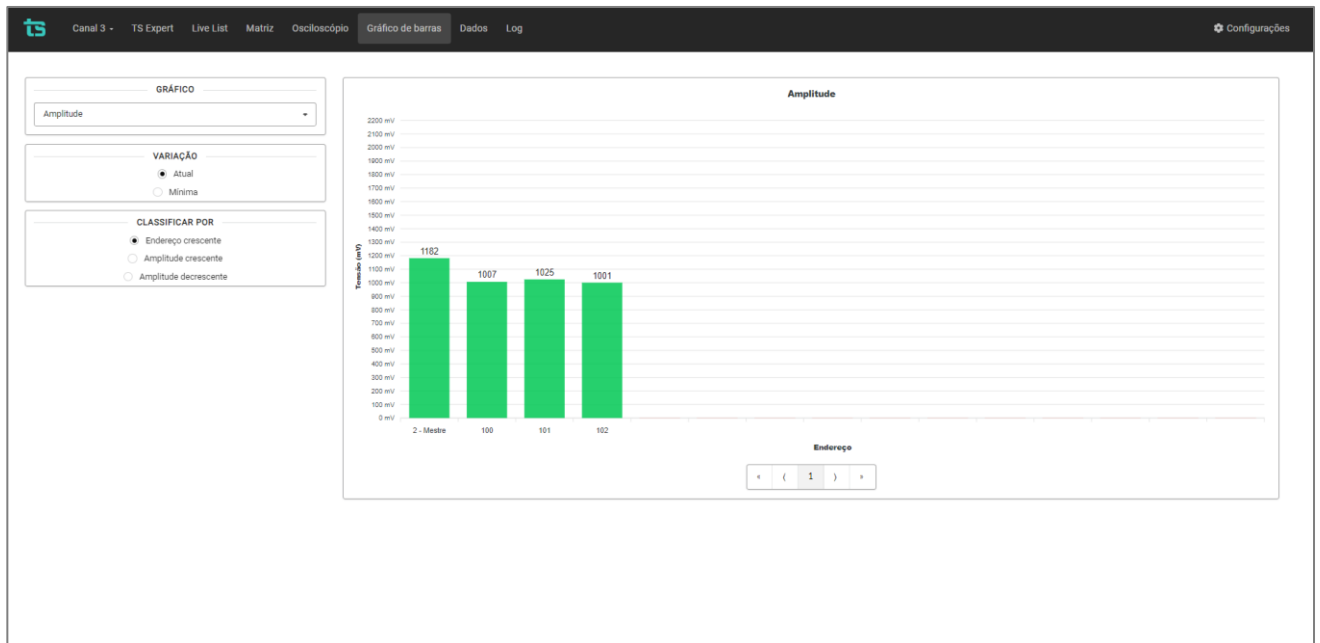 ts Canal 3 TS Expert Live List Matriz Osciloscópio Gráfico de barras Dados Log Configurações
GRÁFICO
Amplitude
VARIAÇÃO
Atual
Mínima
CLASSIFICAR POR
Endereço crescente
Amplitude crescente
Amplitude decrescente
Amplitude
2200 mV
2100 mV
2000 mV
1900 mV
1800 mV
1700 mV
1600 mV
1500 mV
1400 mV
1300 mV
1200 mV
1100 mV
1000 mV
900 mV
800 mV
700 mV
600 mV
500 mV
400 mV
300 mV
200 mV
100 mV
0 mV
Tensão (mV)
1182 1007 1025 1001
2 - Mestre 100 101 102
Endereço
« ⟨ 1 ⟩ »